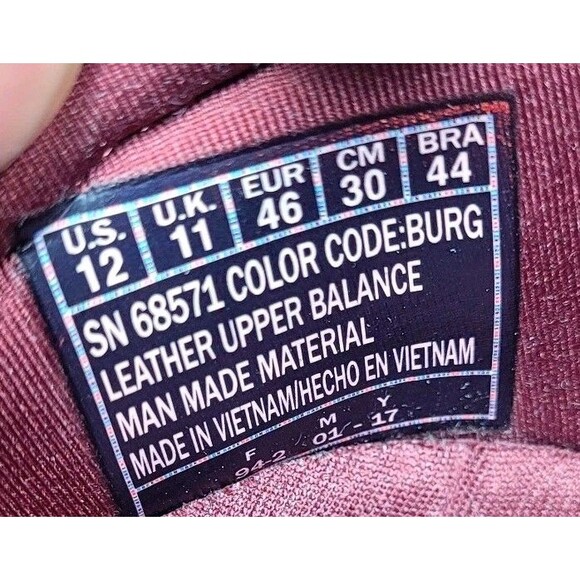 U.S. U.K. EUR CM BRA
12 11 46 30 44
SN 68571 COLOR CODE:BURG
LEATHER UPPER BALANCE
MAN MADE MATERIAL
MADE IN VIETNAM/HECHO EN VIETNAM
F M Y
94-2 01 - 17